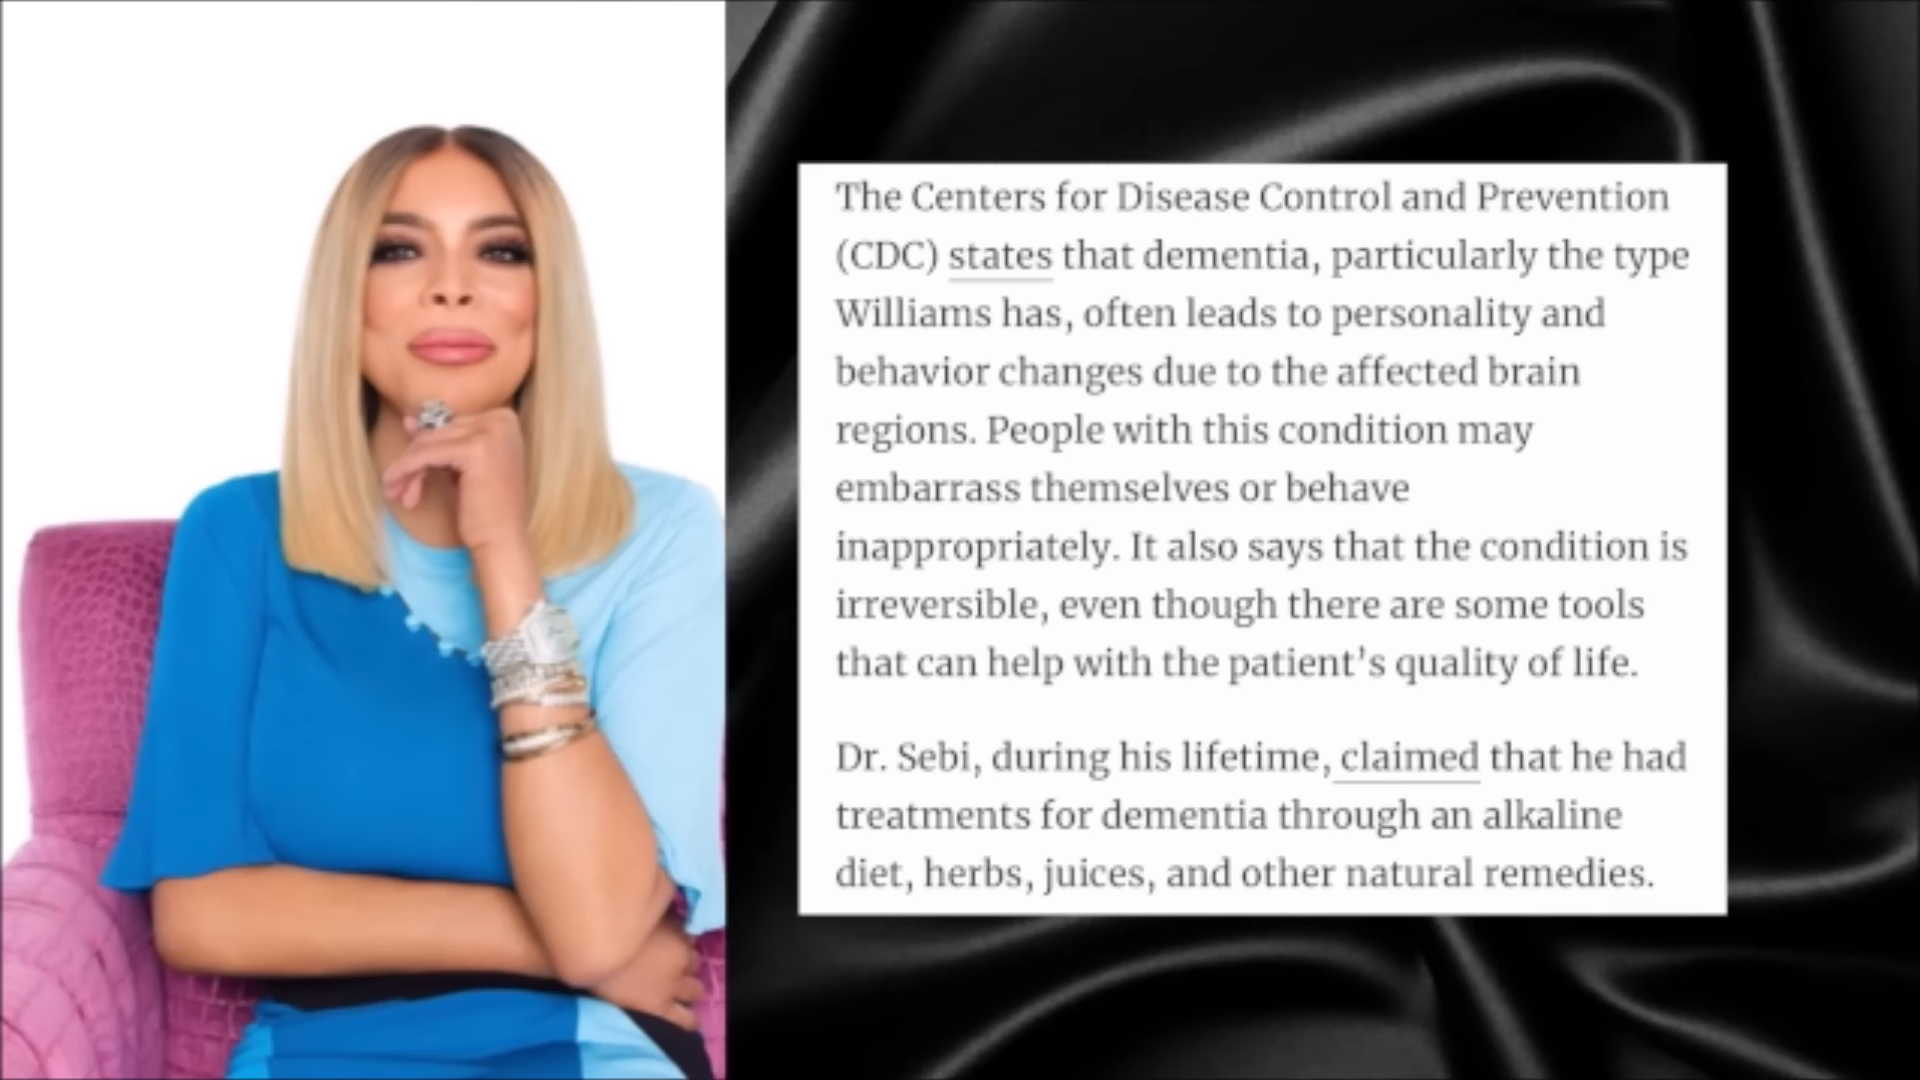 The Centers for Disease Control and Prevention
(CDC) states that dementia, particularly the type
Williams has, often leads to personality and
behavior changes due to the affected brain
regions. People with this condition may
embarrass themselves or behave
inappropriately. It also says that the condition is
irreversible, even though there are some tools
that can help with the patient’s quality of life.
Dr. Sebi, during his lifetime, claimed that he had
treatments for dementia through an alkaline
diet, herbs, juices, and other natural remedies.